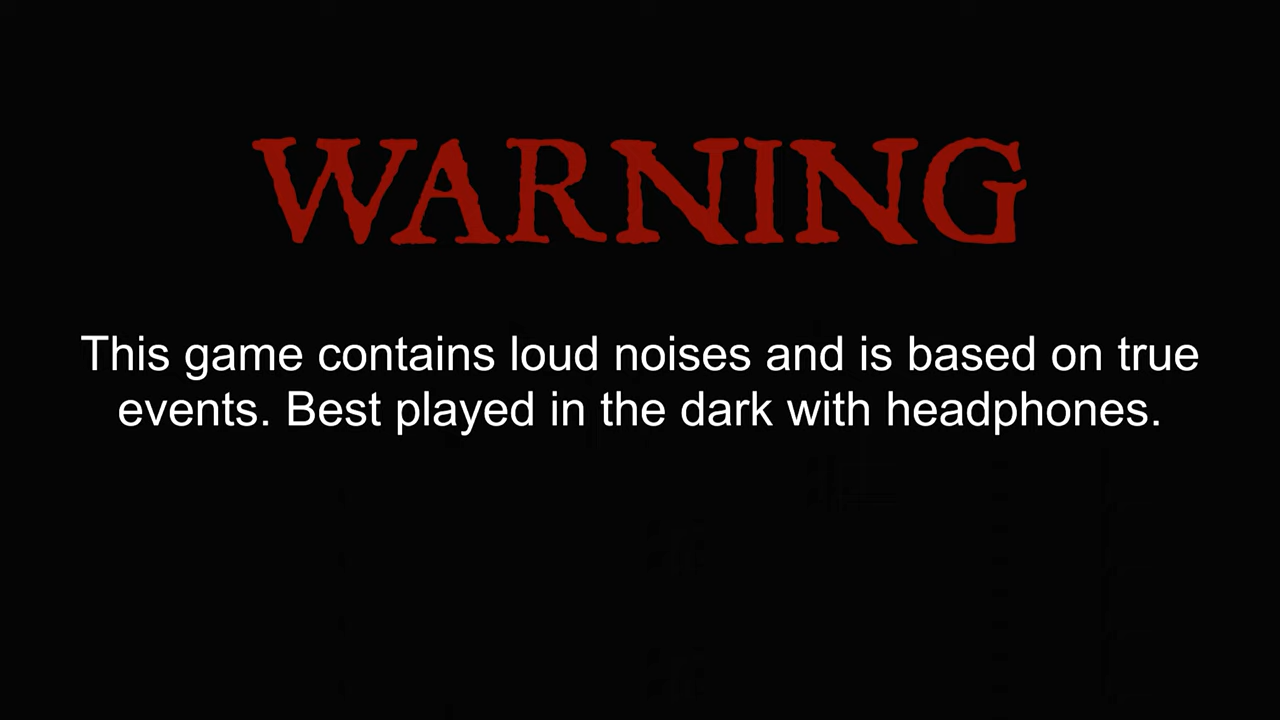 WARNING
This game contains loud noises and is based on true
events. Best played in the dark with headphones.